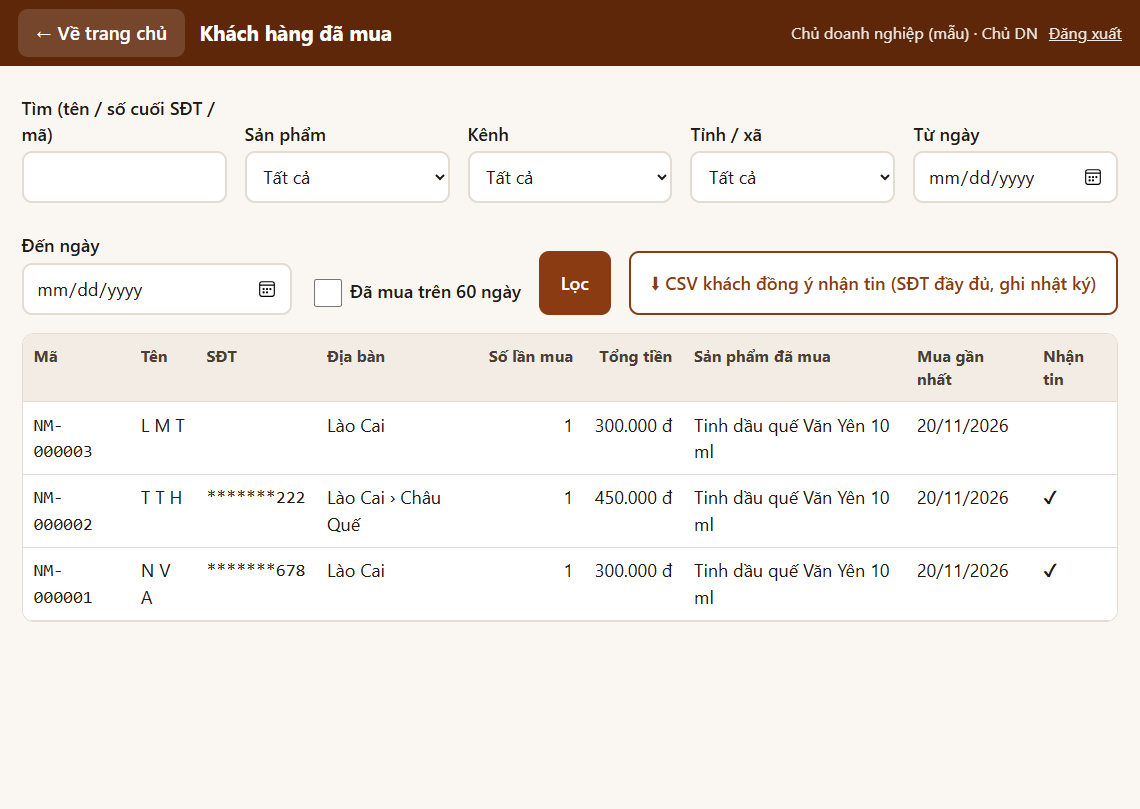 ← Về trang chủ Khách hàng đã mua Chủ doanh nghiệp (mẫu) · Chủ DN Đăng xuất
Tìm (tên / số cuối SĐT /
mã) Sản phẩm Kênh Tỉnh / xã Từ ngày
Tất cả Tất cả Tất cả mm/dd/yyyy
Đến ngày
mm/dd/yyyy Đã mua trên 60 ngày Lọc ⬇ CSV khách đồng ý nhận tin (SĐT đầy đủ, ghi nhật ký)
Mã Tên SĐT Địa bàn Số lần mua Tổng tiền Sản phẩm đã mua Mua gần Nhận
nhất tin
NM- L M T Lào Cai 1 300.000 đ Tinh dầu quế Văn Yên 10 20/11/2026
000003 ml
NM- T T H *******222 Lào Cai › Châu 1 450.000 đ Tinh dầu quế Văn Yên 10 20/11/2026 ✓
000002 Quế ml
NM- N V *******678 Lào Cai 1 300.000 đ Tinh dầu quế Văn Yên 10 20/11/2026 ✓
000001 A ml